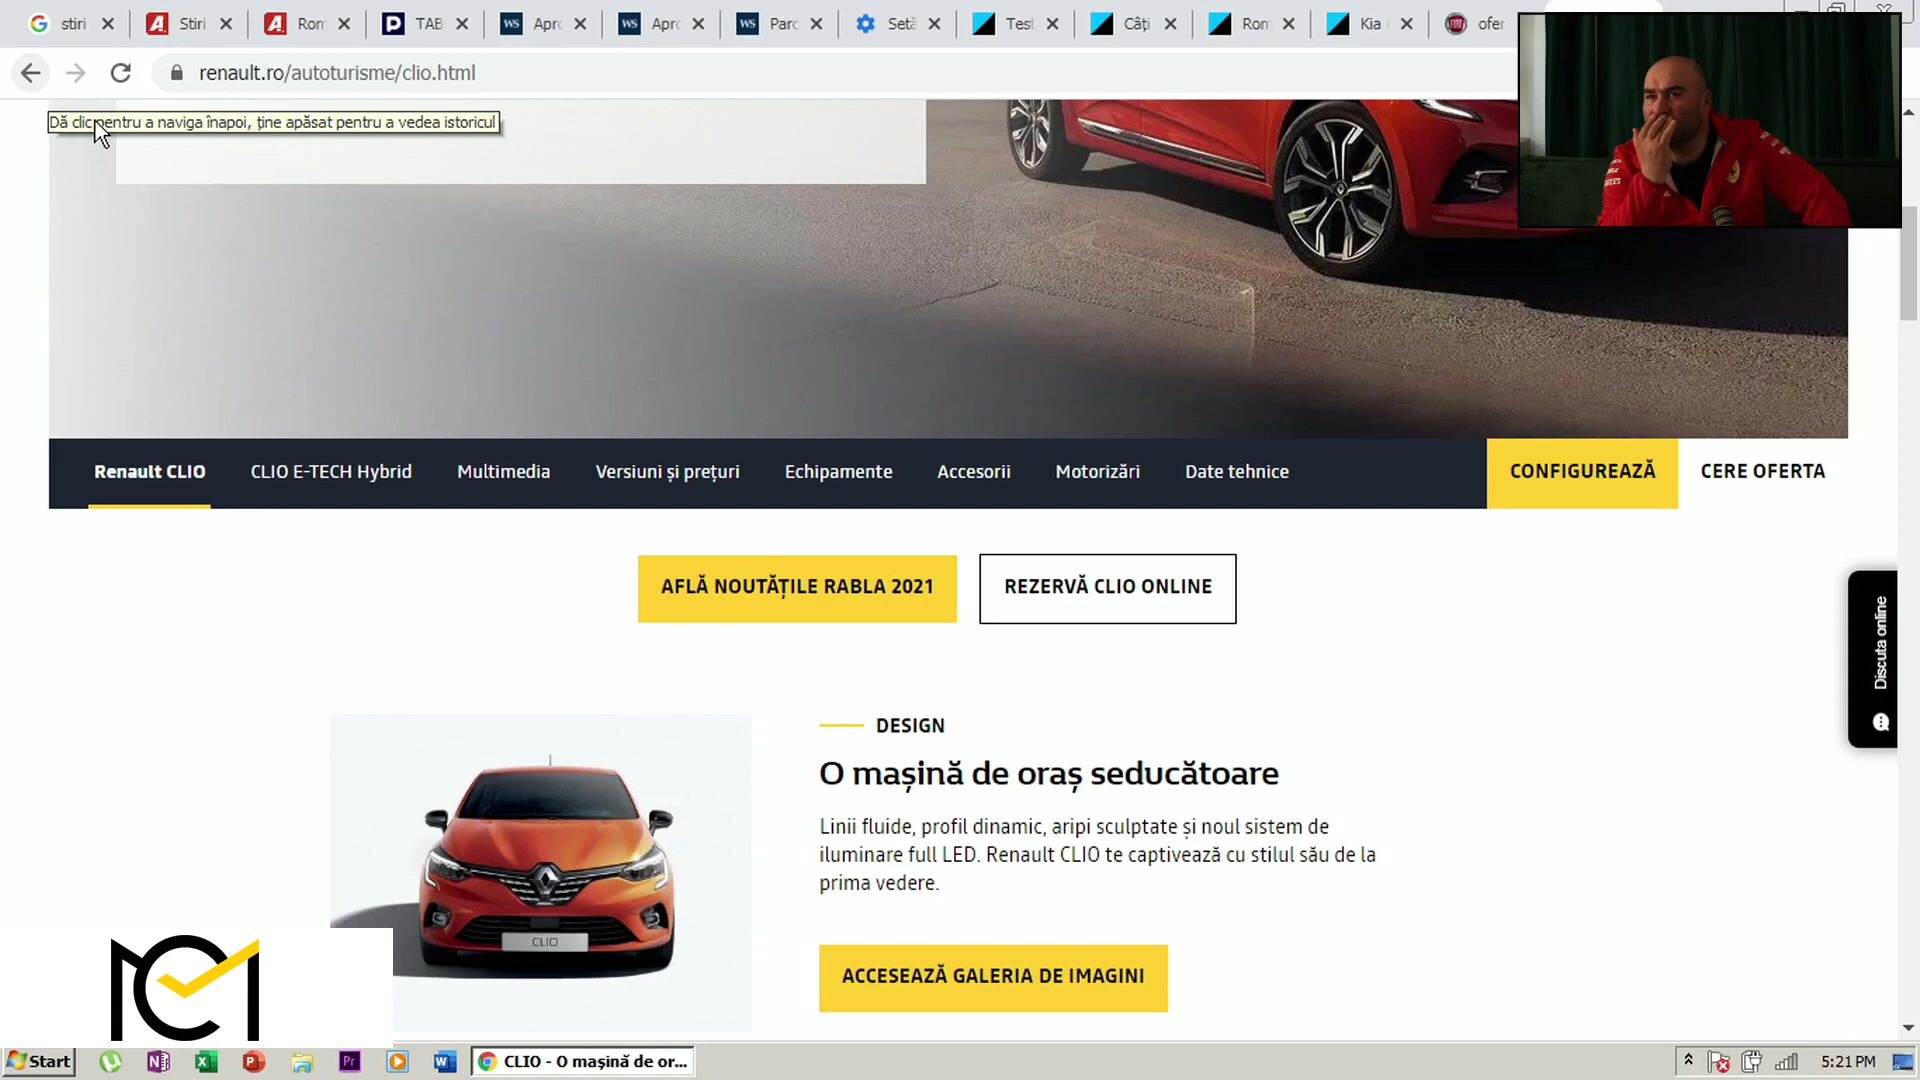 stiri
Stiri
Rom
TAB
Apro
Apro
Parc
Setă
Test
Câți
Rom
Kia
ofer
renault.ro/autoturisme/clio.html
Dă clic pentru a naviga înapoi, ține apăsat pentru a vedea istoricul
Renault CLIO
CLIO E-TECH Hybrid
Multimedia
Versiuni și prețuri
Echipamente
Accesorii
Motorizări
Date tehnice
CONFIGUREAZĂ
CERE OFERTA
AFLĂ NOUTĂȚILE RABLA 2021
REZERVĂ CLIO ONLINE
Discuta online
DESIGN
O mașină de oraș seducătoare
Linii fluide, profil dinamic, aripi sculptate și noul sistem de
iluminare full LED. Renault CLIO te captivează cu stilul său de la
prima vedere.
CLIO
ACCESEAZĂ GALERIA DE IMAGINI
Start
CLIO - O mașină de or...
5:21 PM